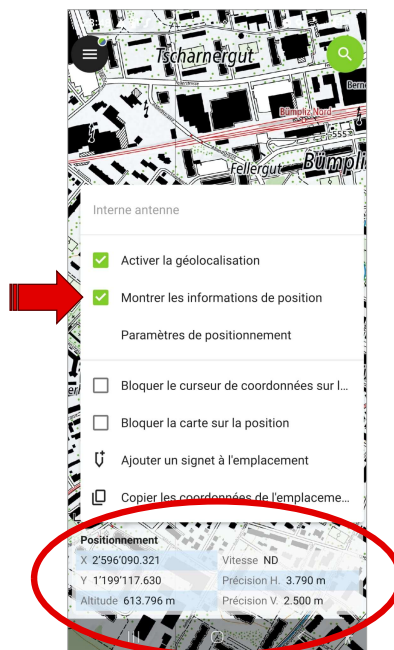 Tscharnergut
Berne
Bümpliz Nord
555
Fellergut
Bümpli
Interne antenne
Activer la géolocalisation
Montrer les informations de position
Paramètres de positionnement
Bloquer le curseur de coordonnées sur l...
Bloquer la carte sur la position
Ajouter un signet à l'emplacement
Copier les coordonnées de l'emplaceme...
Positionnement
X 2'596'090.321 Vitesse ND
Y 1'199'117.630 Précision H. 3.790 m
Altitude 613.796 m Précision V. 2.500 m